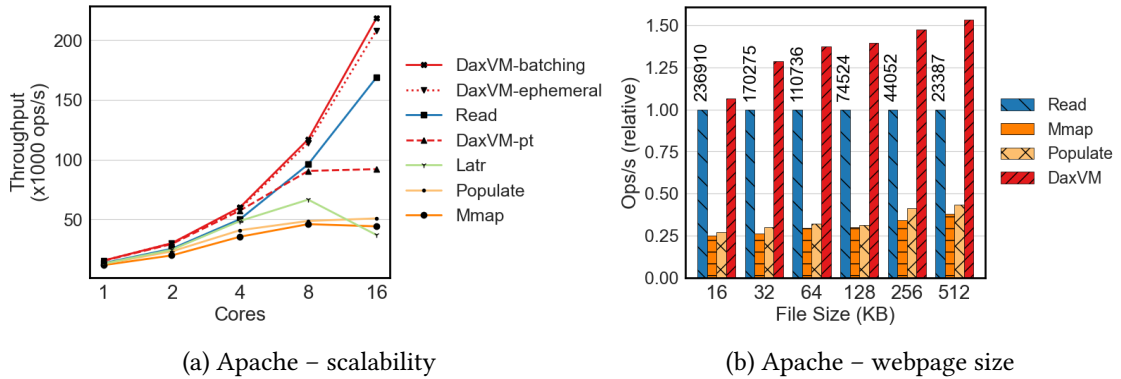 Throughput
(x1000 ops/s)
200
150
100
50
1 2 4 8 16
Cores
DaxVM-batching
DaxVM-ephemeral
Read
DaxVM-pt
Latr
Populate
Mmap
(a) Apache – scalability
Ops/s (relative)
1.50
1.25
1.00
0.75
0.50
0.25
0.00
236910
170275
110736
74524
44052
23387
16 32 64 128 256 512
File Size (KB)
Read
Mmap
Populate
DaxVM
(b) Apache – webpage size